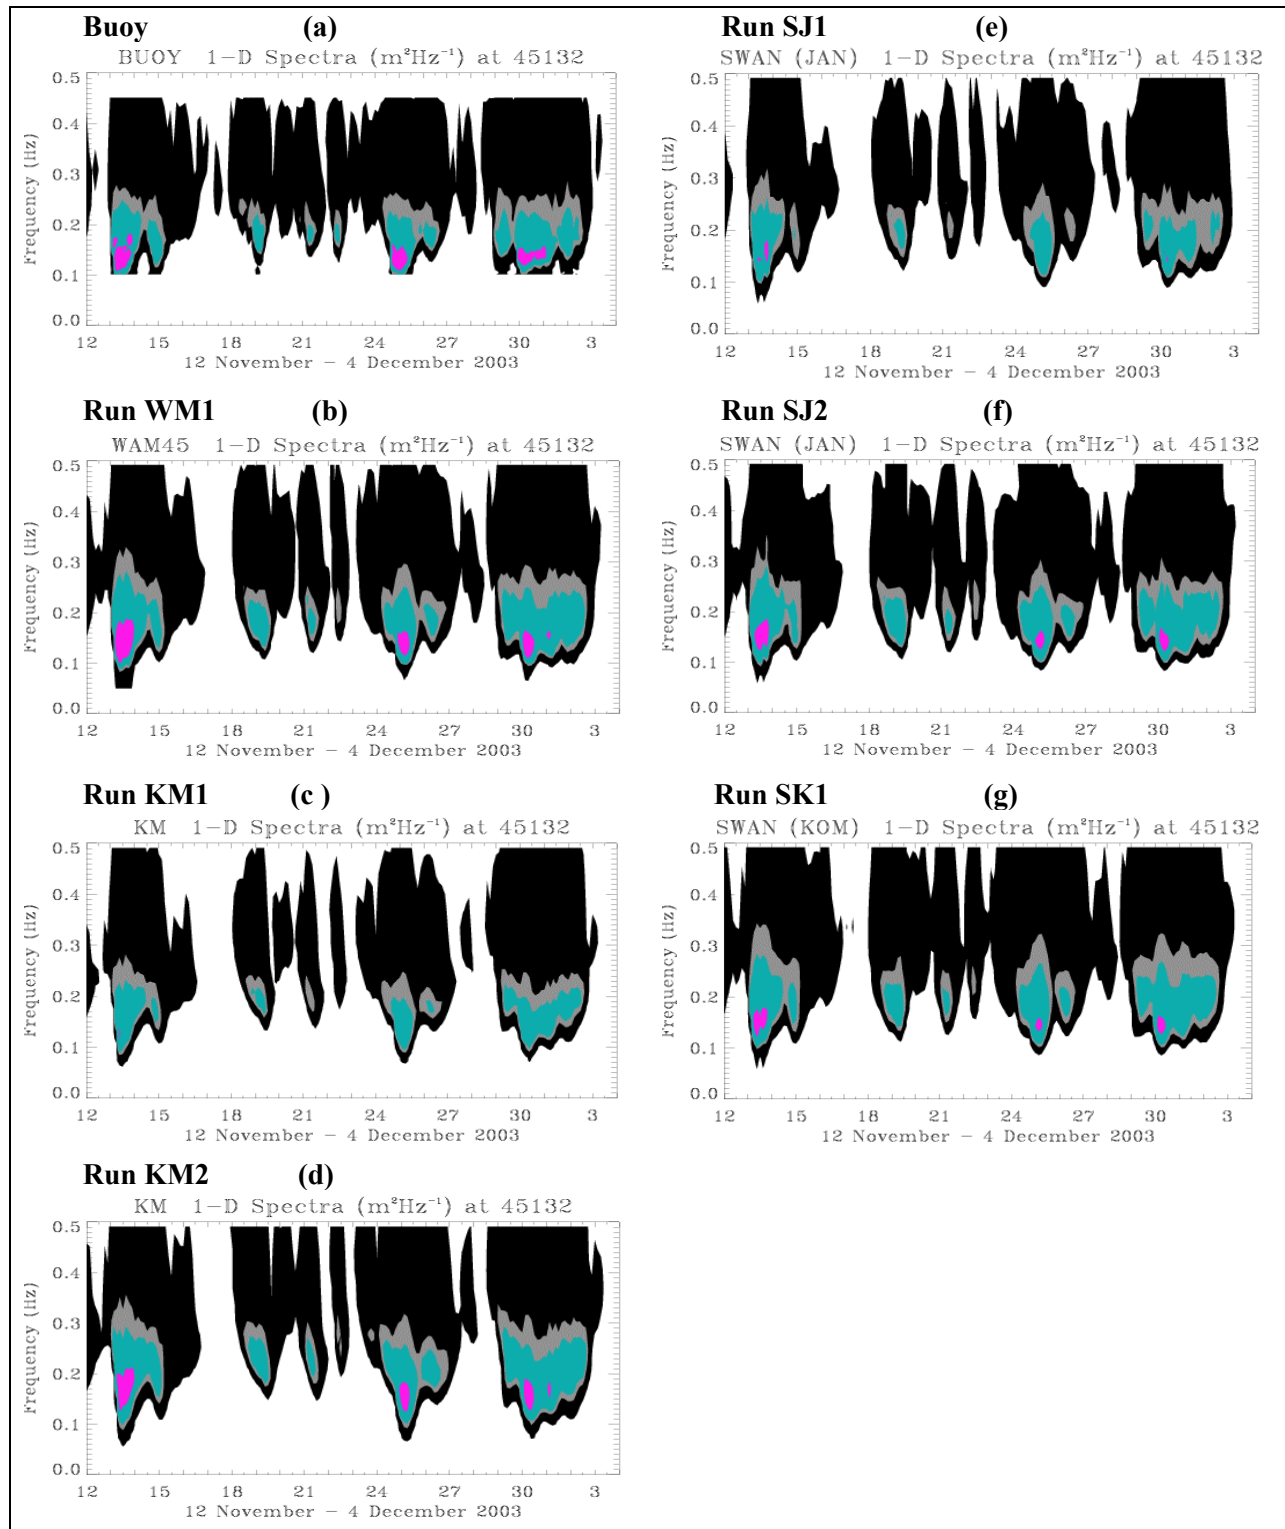 Buoy (a)
BUOY 1-D Spectra (m²Hz⁻¹) at 45132
Frequency (Hz)
0.5
0.4
0.3
0.2
0.1
0.0
12 15 18 21 24 27 30 3
12 November - 4 December 2003
Run WM1 (b)
WAM45 1-D Spectra (m²Hz⁻¹) at 45132
Frequency (Hz)
0.5
0.4
0.3
0.2
0.1
0.0
12 15 18 21 24 27 30 3
12 November - 4 December 2003
Run KM1 (c )
KM 1-D Spectra (m²Hz⁻¹) at 45132
Frequency (Hz)
0.5
0.4
0.3
0.2
0.1
0.0
12 15 18 21 24 27 30 3
12 November - 4 December 2003
Run KM2 (d)
KM 1-D Spectra (m²Hz⁻¹) at 45132
Frequency (Hz)
0.5
0.4
0.3
0.2
0.1
0.0
12 15 18 21 24 27 30 3
12 November - 4 December 2003
Run SJ1 (e)
SWAN (JAN) 1-D Spectra (m²Hz⁻¹) at 45132
Frequency (Hz)
0.5
0.4
0.3
0.2
0.1
0.0
12 15 18 21 24 27 30 3
12 November - 4 December 2003
Run SJ2 (f)
SWAN (JAN) 1-D Spectra (m²Hz⁻¹) at 45132
Frequency (Hz)
0.5
0.4
0.3
0.2
0.1
0.0
12 15 18 21 24 27 30 3
12 November - 4 December 2003
Run SK1 (g)
SWAN (KOM) 1-D Spectra (m²Hz⁻¹) at 45132
Frequency (Hz)
0.5
0.4
0.3
0.2
0.1
0.0
12 15 18 21 24 27 30 3
12 November - 4 December 2003